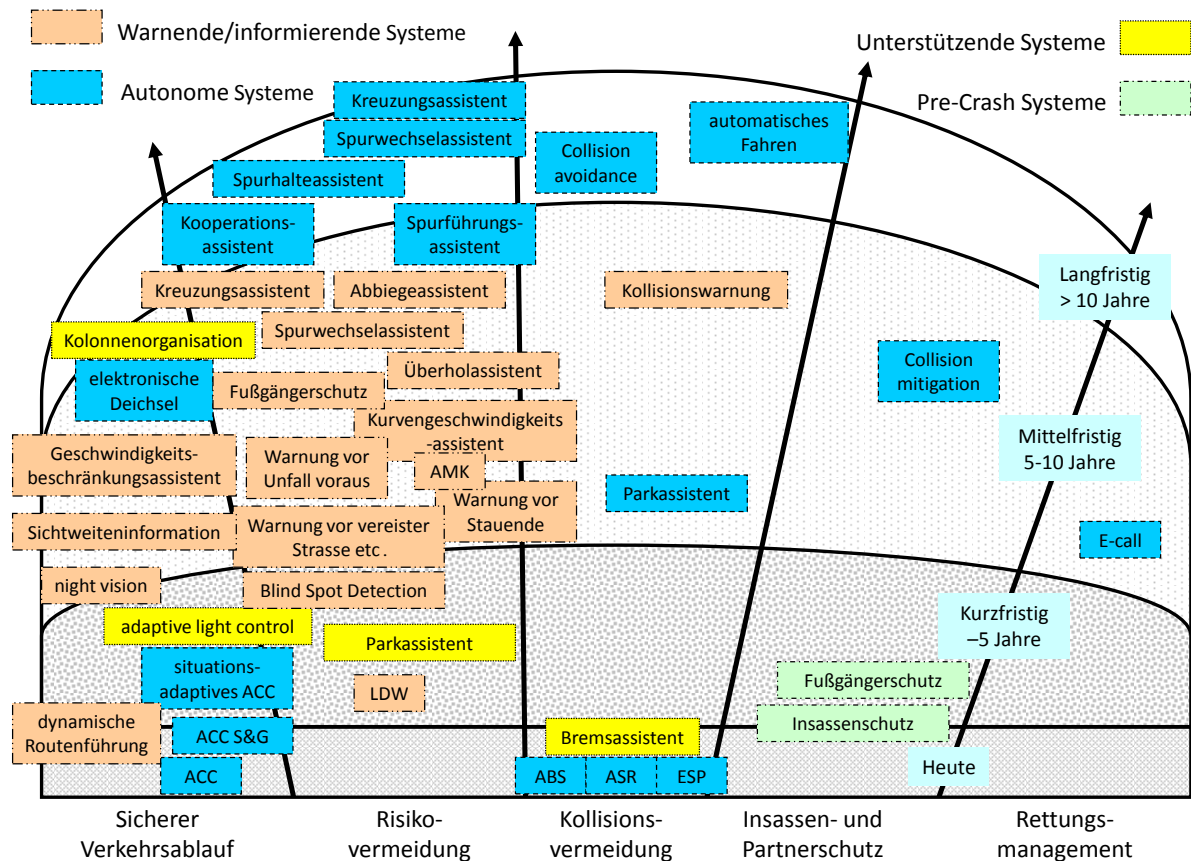 Warnende/informierende Systeme
Autonome Systeme
Unterstützende Systeme
Pre-Crash Systeme
Kreuzungsassistent
Spurwechselassistent
Spurhalteassistent
Collision
avoidance
automatisches
Fahren
Kooperations-
assistent
Spurführungs-
assistent
Kreuzungsassistent
Abbiegeassistent
Kollisionswarnung
Langfristig
> 10 Jahre
Spurwechselassistent
Kolonnenorganisation
elektronische
Deichsel
Fußgängerschutz
Überholassistent
Collision
mitigation
Kurvengeschwindigkeits
-assistent
Geschwindigkeits-
beschränkungsassistent
Warnung vor
Unfall voraus
AMK
Mittelfristig
5-10 Jahre
Warnung vor
Stauende
Parkassistent
Sichtweiteninformation
Warnung vor vereister
Strasse etc .
E-call
night vision
Blind Spot Detection
adaptive light control
Parkassistent
Kurzfristig
–5 Jahre
situations-
adaptives ACC
LDW
Fußgängerschutz
dynamische
Routenführung
ACC S&G
Bremsassistent
Insassenschutz
ACC
ABS
ASR
ESP
Heute
Sicherer
Verkehrsablauf
Risiko-
vermeidung
Kollisions-
vermeidung
Insassen- und
Partnerschutz
Rettungs-
management